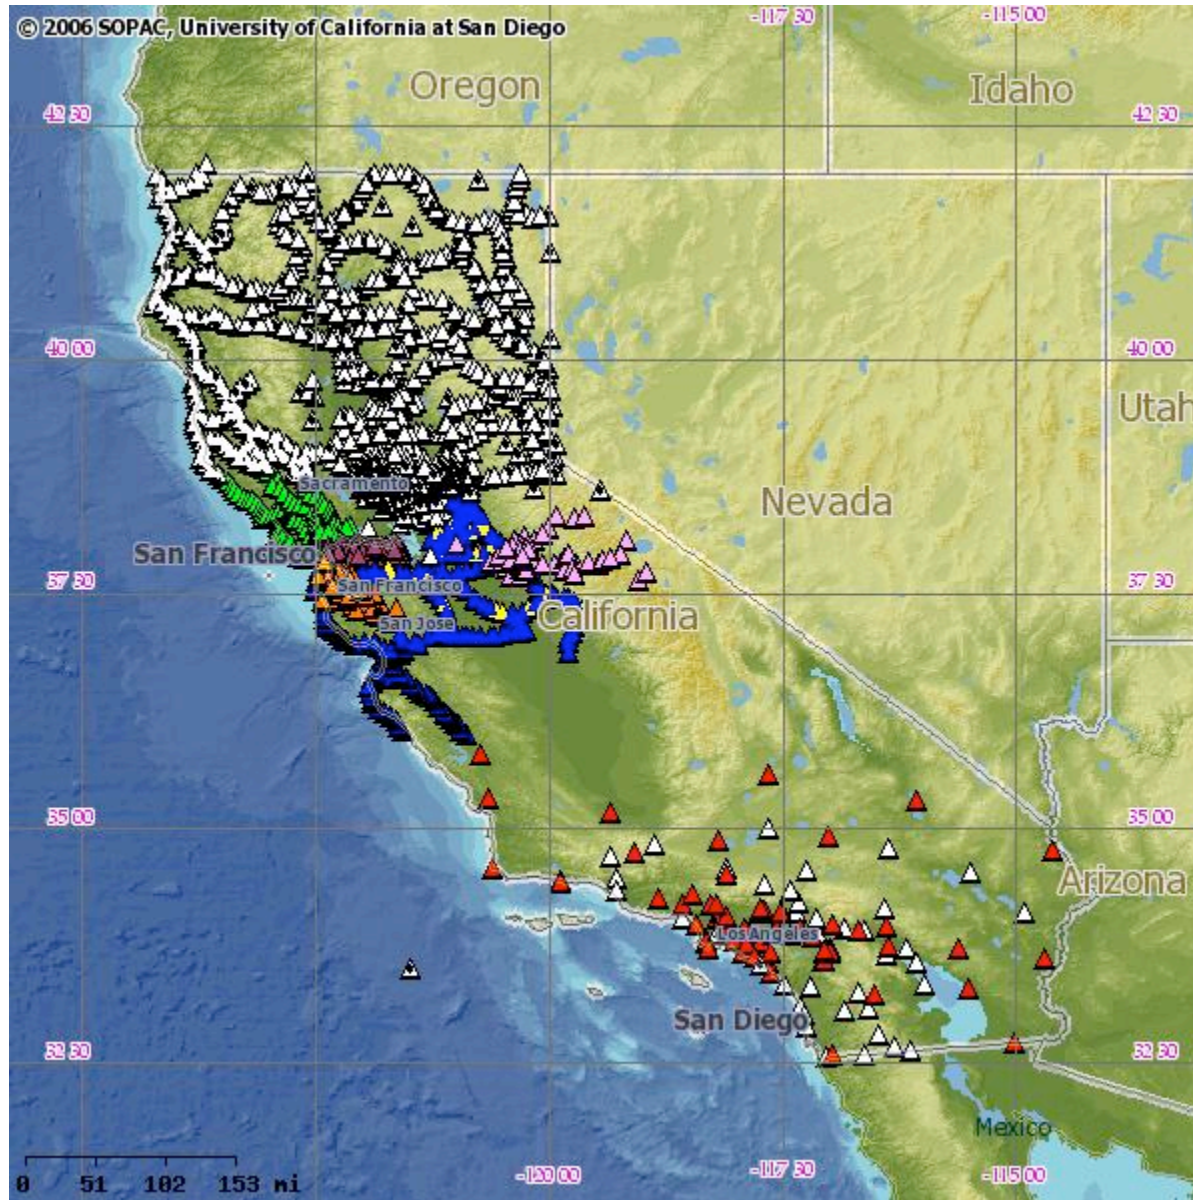 © 2006 SOPAC, University of California at San Diego
-117 30
-115 00
Oregon
Idaho
42 30
42 30
40 00
40 00
Utah
Sacramento
Nevada
San Francisco
San Francisco
37 30
37 30
California
San Jose
35 00
35 00
Arizona
Los Angeles
San Diego
32 30
32 30
Mexico
-120 00
-117 30
-115 00
0 51 102 153 mi